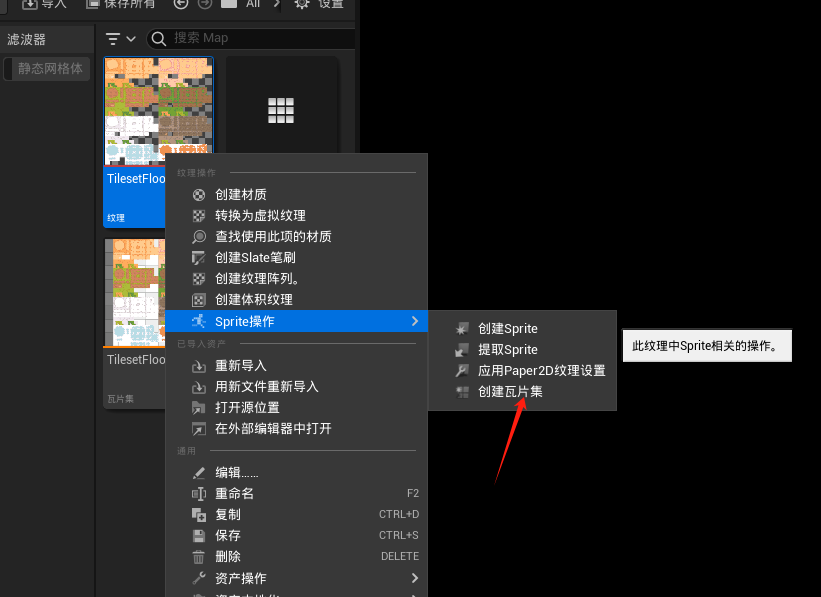 导入
保存所有
All
设置
滤波器
搜索 Map
静态网格体
TilesetFloo
纹理
TilesetFloo
瓦片集
纹理操作
创建材质
转换为虚拟纹理
查找使用此项的材质
创建Slate笔刷
创建纹理阵列。
创建体积纹理
Sprite操作
创建Sprite
提取Sprite
应用Paper2D纹理设置
创建瓦片集
此纹理中Sprite相关的操作。
已导入资产
重新导入
用新文件重新导入
打开源位置
在外部编辑器中打开
通用
编辑……
重命名 F2
复制 CTRL+D
保存 CTRL+S
删除 DELETE
资产操作